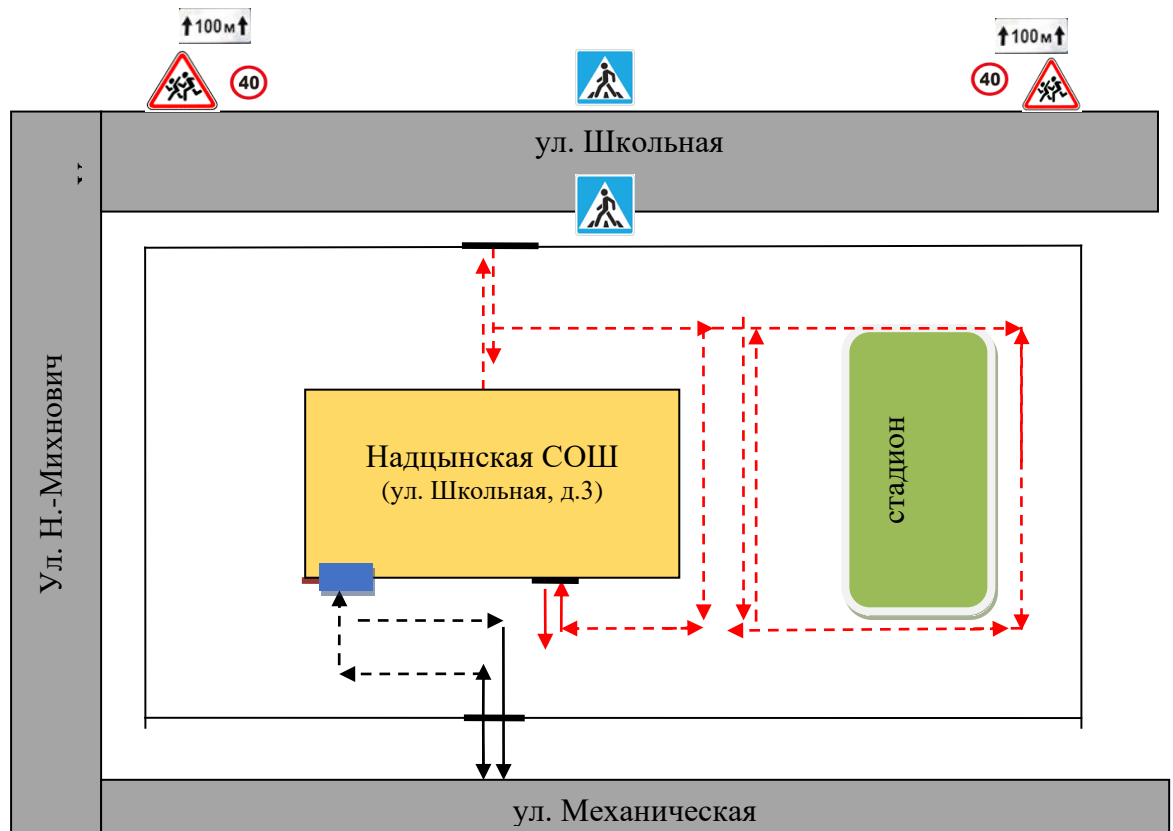 100м
100м
40
40
ул. Школьная
Ул. Н.-Михнович
Надцынская СОШ
(ул. Школьная, д.3)
стадион
ул. Механическая